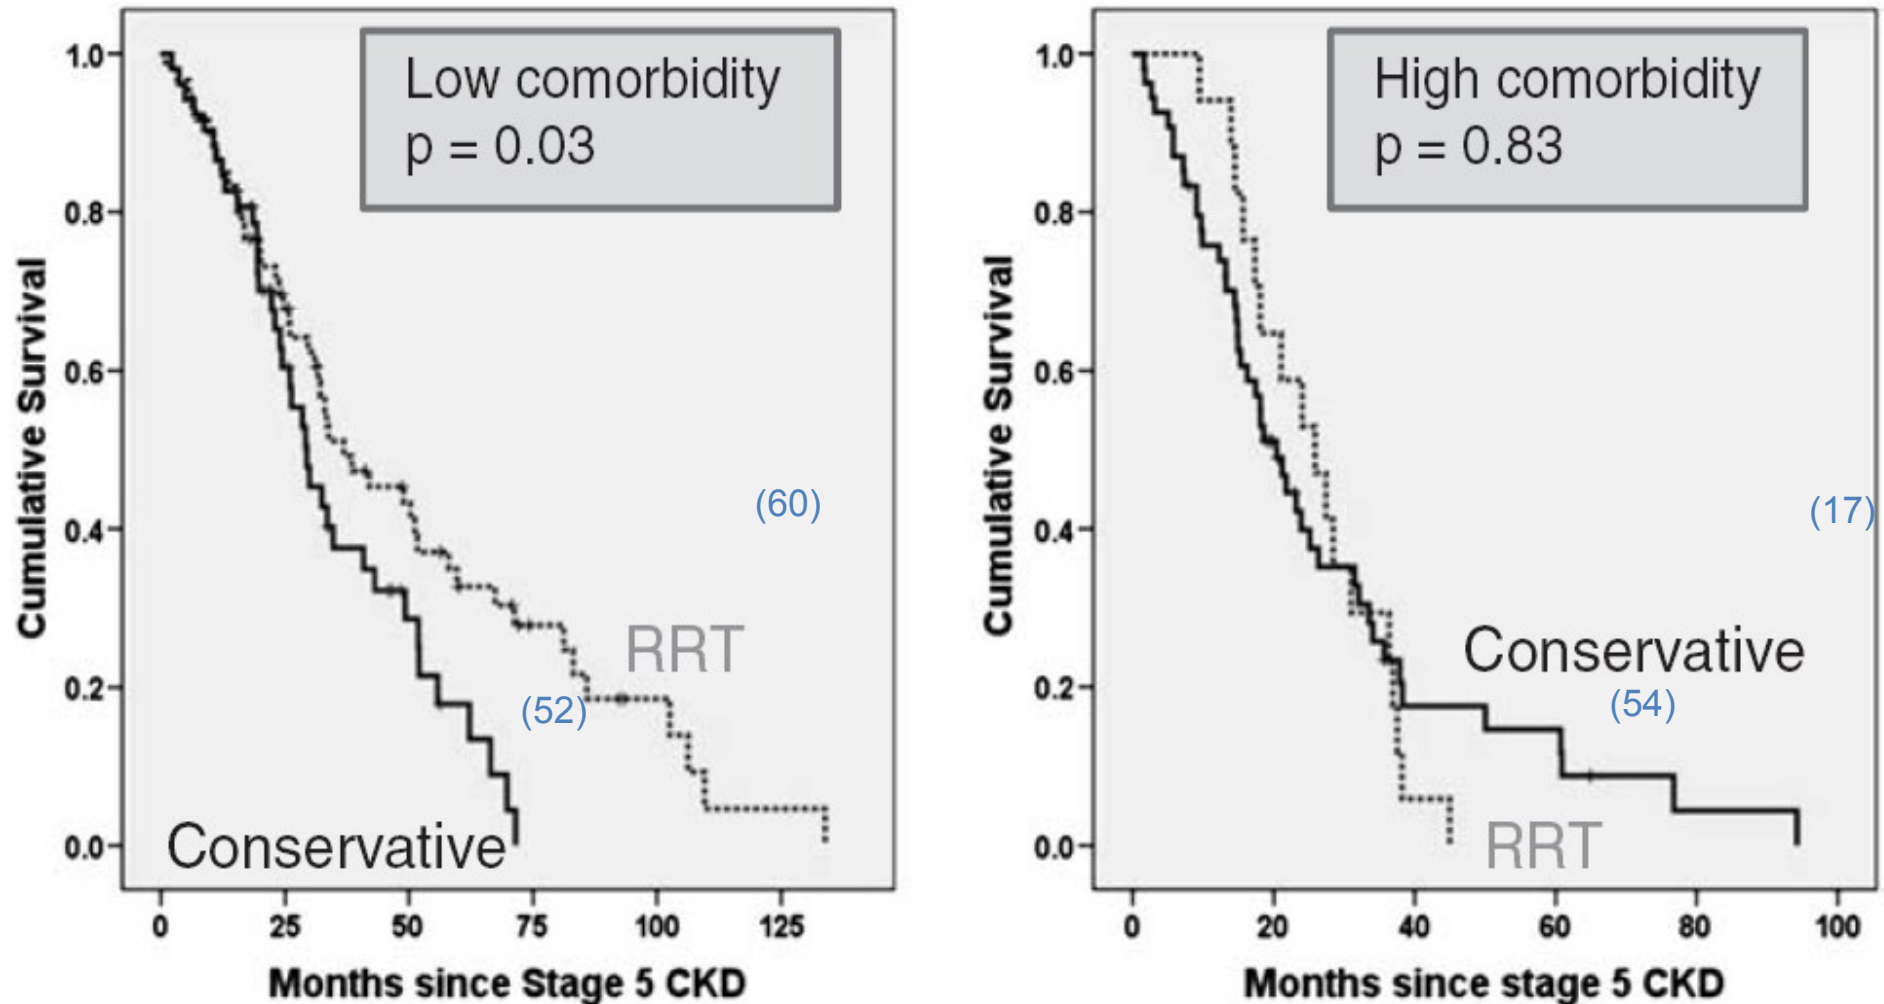 Low comorbidity
p = 0.03
Cumulative Survival
1.0
0.8
0.6
0.4
0.2
0.0
(60)
RRT
(52)
Conservative
0 25 50 75 100 125
Months since Stage 5 CKD
High comorbidity
p = 0.83
Cumulative Survival
1.0
0.8
0.6
0.4
0.2
0.0
(17)
Conservative
(54)
RRT
0 20 40 60 80 100
Months since stage 5 CKD